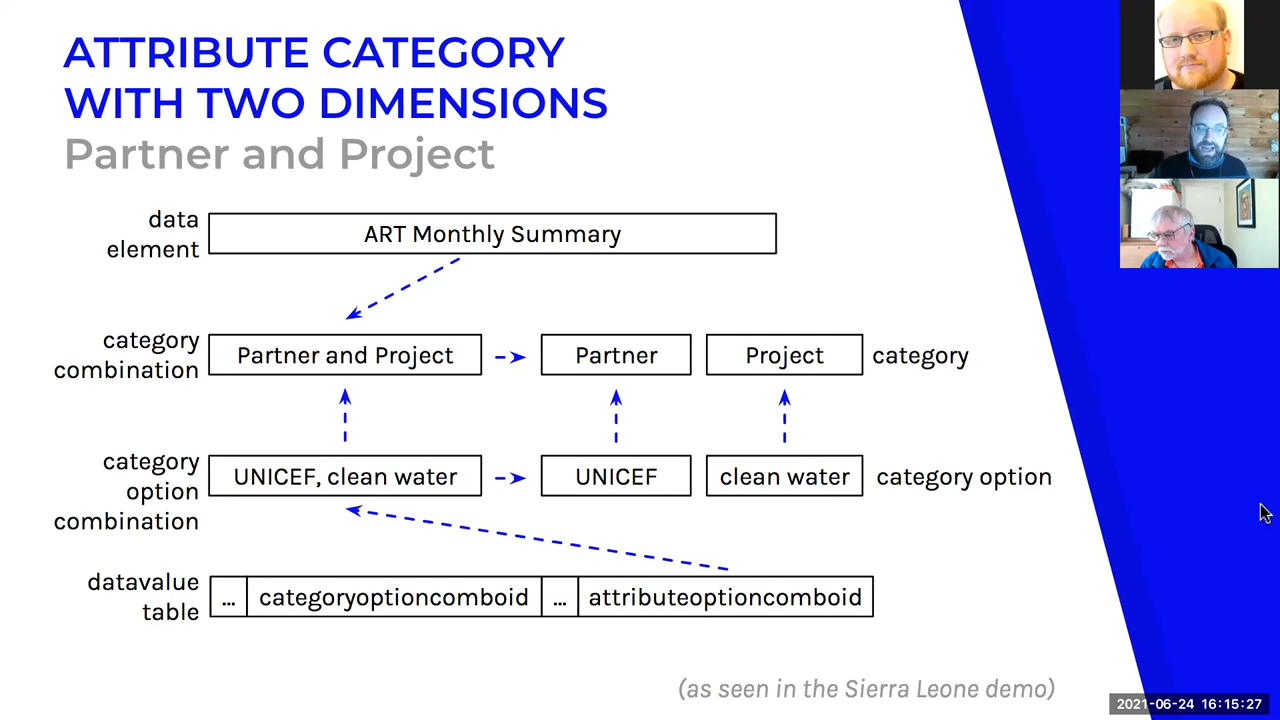 ATTRIBUTE CATEGORY
WITH TWO DIMENSIONS
Partner and Project
data
element
ART Monthly Summary
category
combination
Partner and Project
Partner
Project
category
category
option
combination
UNICEF, clean water
UNICEF
clean water
category option
datavalue
table
...
categoryoptioncomboid
...
attributeoptioncomboid
(as seen in the Sierra Leone demo)
2021-06-24 16:15:27